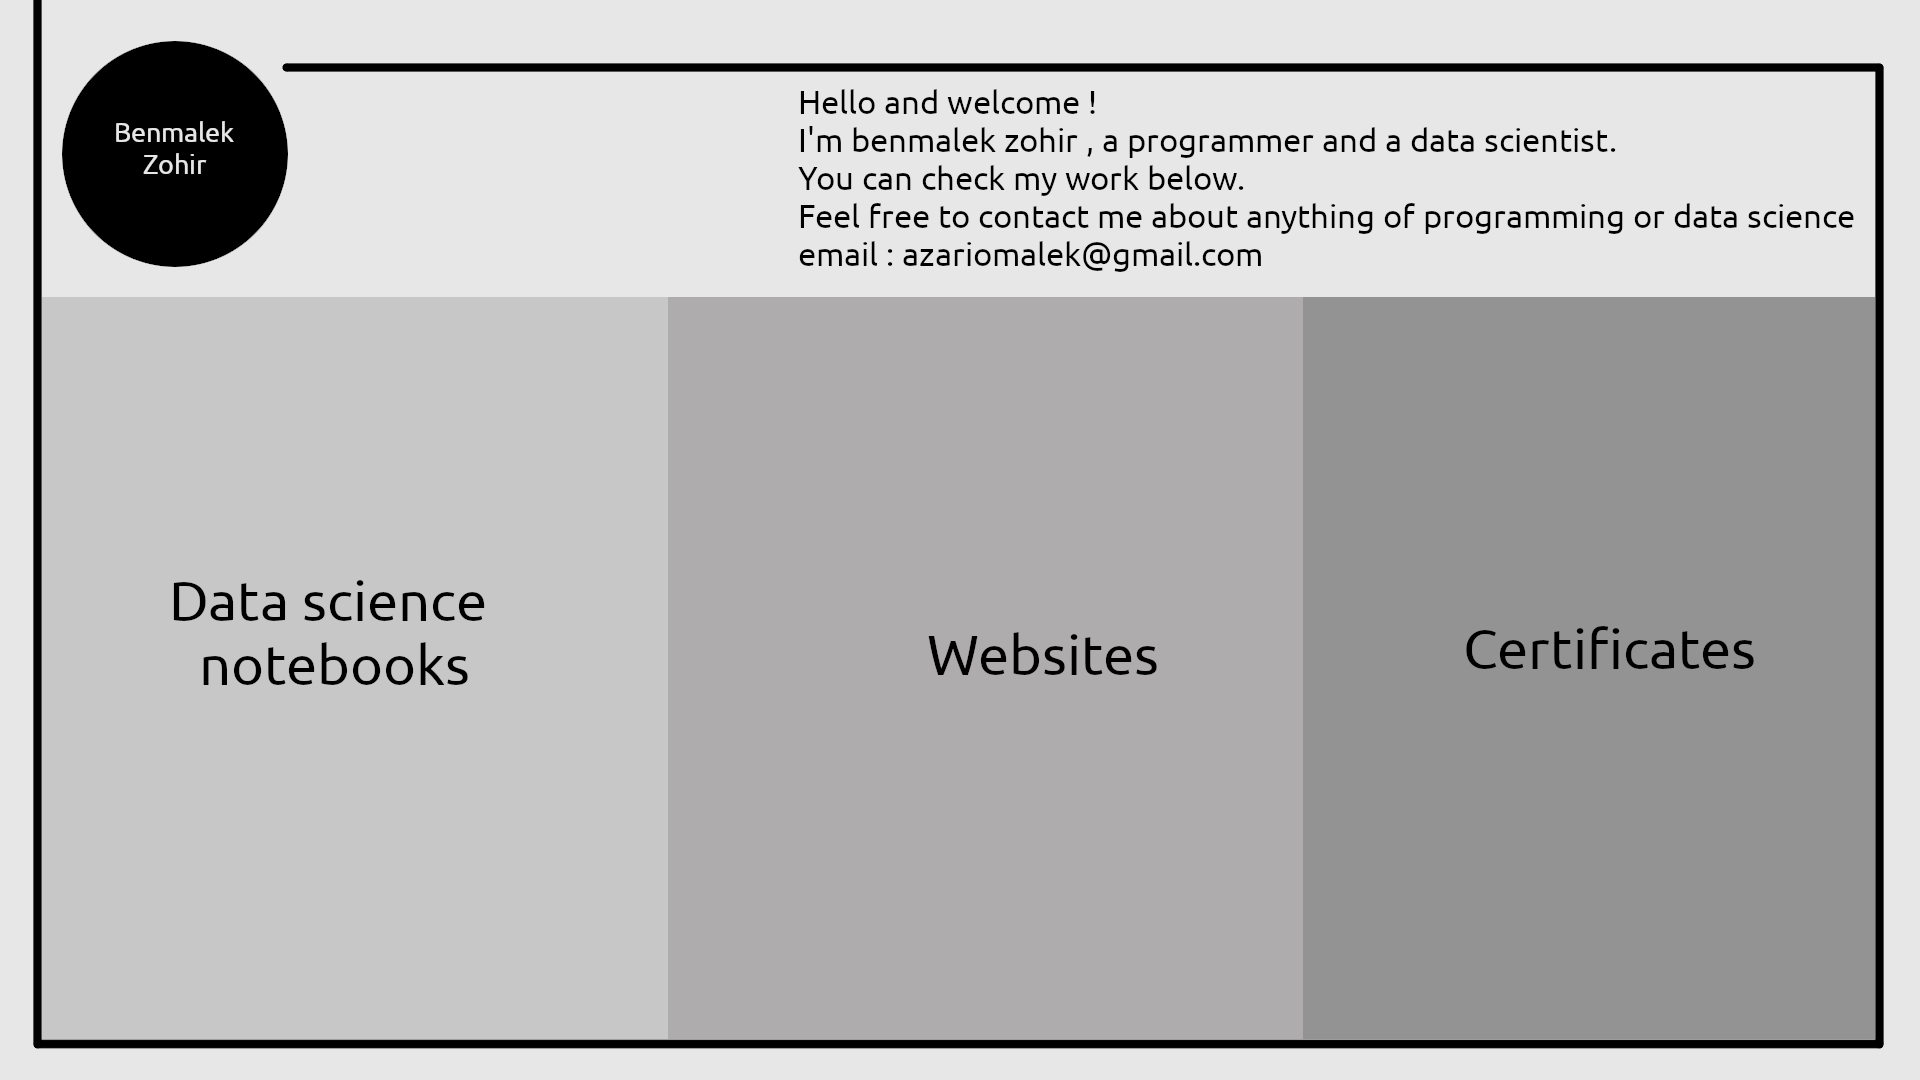 Benmalek
Zohir
Hello and welcome !
I'm benmalek zohir , a programmer and a data scientist.
You can check my work below.
Feel free to contact me about anything of programming or data science
email : azariomalek@gmail.com
Data science
notebooks
Websites
Certificates